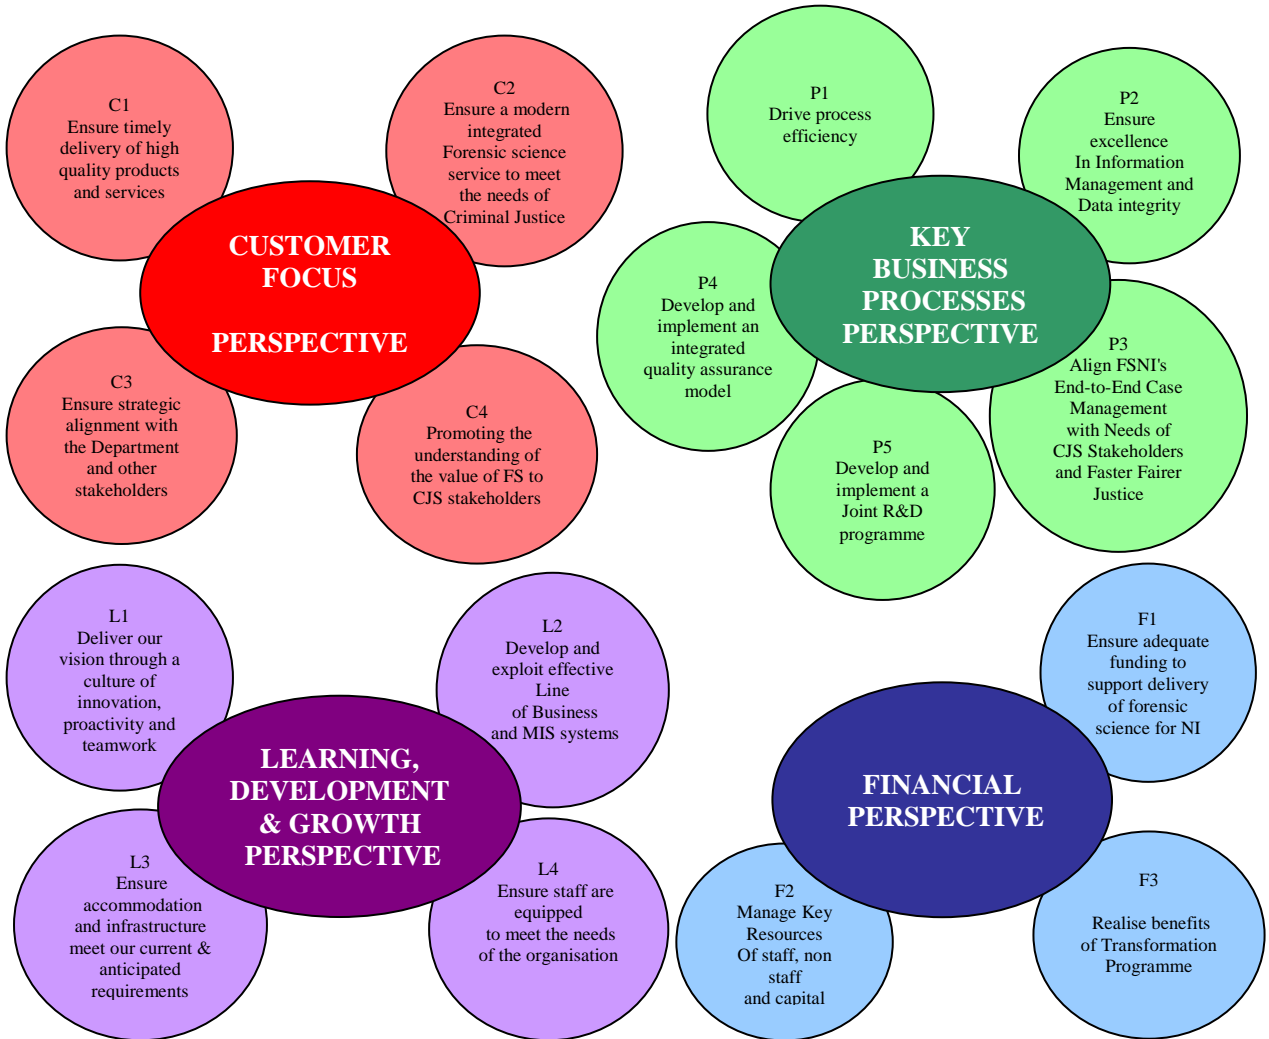 C1
Ensure timely
delivery of high
quality products
and services
C2
Ensure a modern
integrated
Forensic science
service to meet
the needs of
Criminal Justice
CUSTOMER
FOCUS
PERSPECTIVE
C3
Ensure strategic
alignment with
the Department
and other
stakeholders
C4
Promoting the
understanding of
the value of FS to
CJS stakeholders
P1
Drive process
efficiency
P2
Ensure
excellence
In Information
Management and
Data integrity
KEY
BUSINESS
PROCESSES
PERSPECTIVE
P4
Develop and
implement an
integrated
quality assurance
model
P3
Align FSNI's
End-to-End Case
Management
with Needs of
CJS Stakeholders
and Faster Fairer
Justice
P5
Develop and
implement a
Joint R&D
programme
L1
Deliver our
vision through a
culture of
innovation,
proactivity and
teamwork
L2
Develop and
exploit effective
Line
of Business
and MIS systems
LEARNING,
DEVELOPMENT
& GROWTH
PERSPECTIVE
L3
Ensure
accommodation
and infrastructure
meet our current &
anticipated
requirements
L4
Ensure staff are
equipped
to meet the needs
of the organisation
F1
Ensure adequate
funding to
support delivery
of forensic
science for NI
FINANCIAL
PERSPECTIVE
F2
Manage Key
Resources
Of staff, non
staff
and capital
F3
Realise benefits
of Transformation
Programme